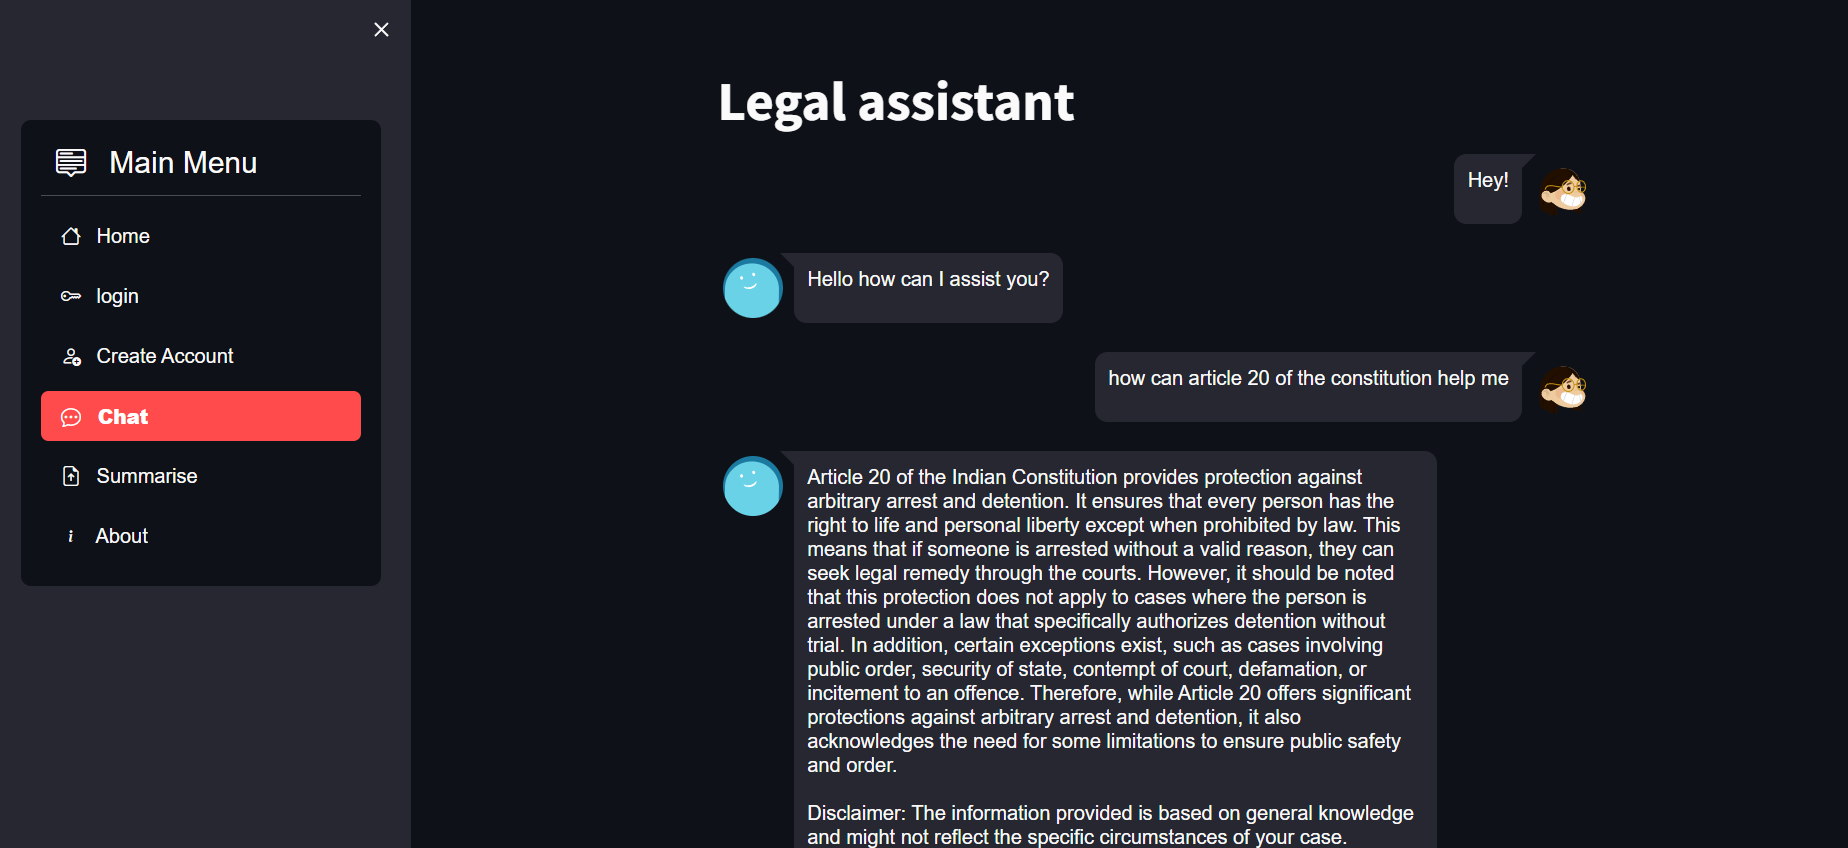 Main Menu
Home
login
Create Account
Chat
Summarise
i About
Legal assistant
Hey!
Hello how can I assist you?
how can article 20 of the constitution help me
Article 20 of the Indian Constitution provides protection against
arbitrary arrest and detention. It ensures that every person has the
right to life and personal liberty except when prohibited by law. This
means that if someone is arrested without a valid reason, they can
seek legal remedy through the courts. However, it should be noted
that this protection does not apply to cases where the person is
arrested under a law that specifically authorizes detention without
trial. In addition, certain exceptions exist, such as cases involving
public order, security of state, contempt of court, defamation, or
incitement to an offence. Therefore, while Article 20 offers significant
protections against arbitrary arrest and detention, it also
acknowledges the need for some limitations to ensure public safety
and order.
Disclaimer: The information provided is based on general knowledge
and might not reflect the specific circumstances of your case.